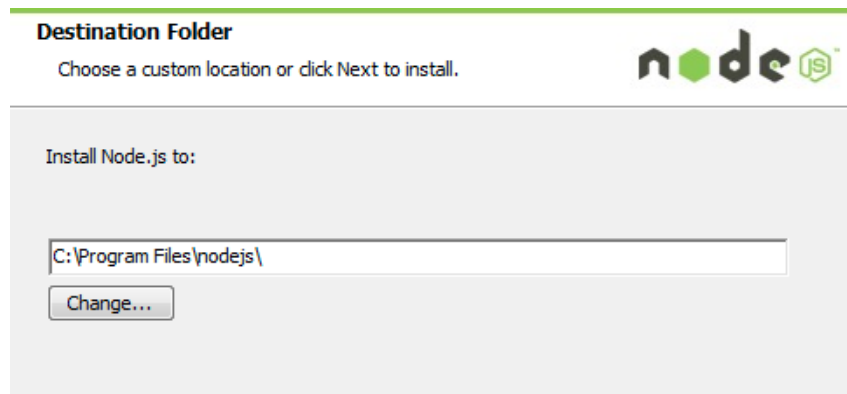 Destination Folder
Choose a custom location or click Next to install.
node JS
Install Node.js to:
C:\Program Files\nodejs\
Change...